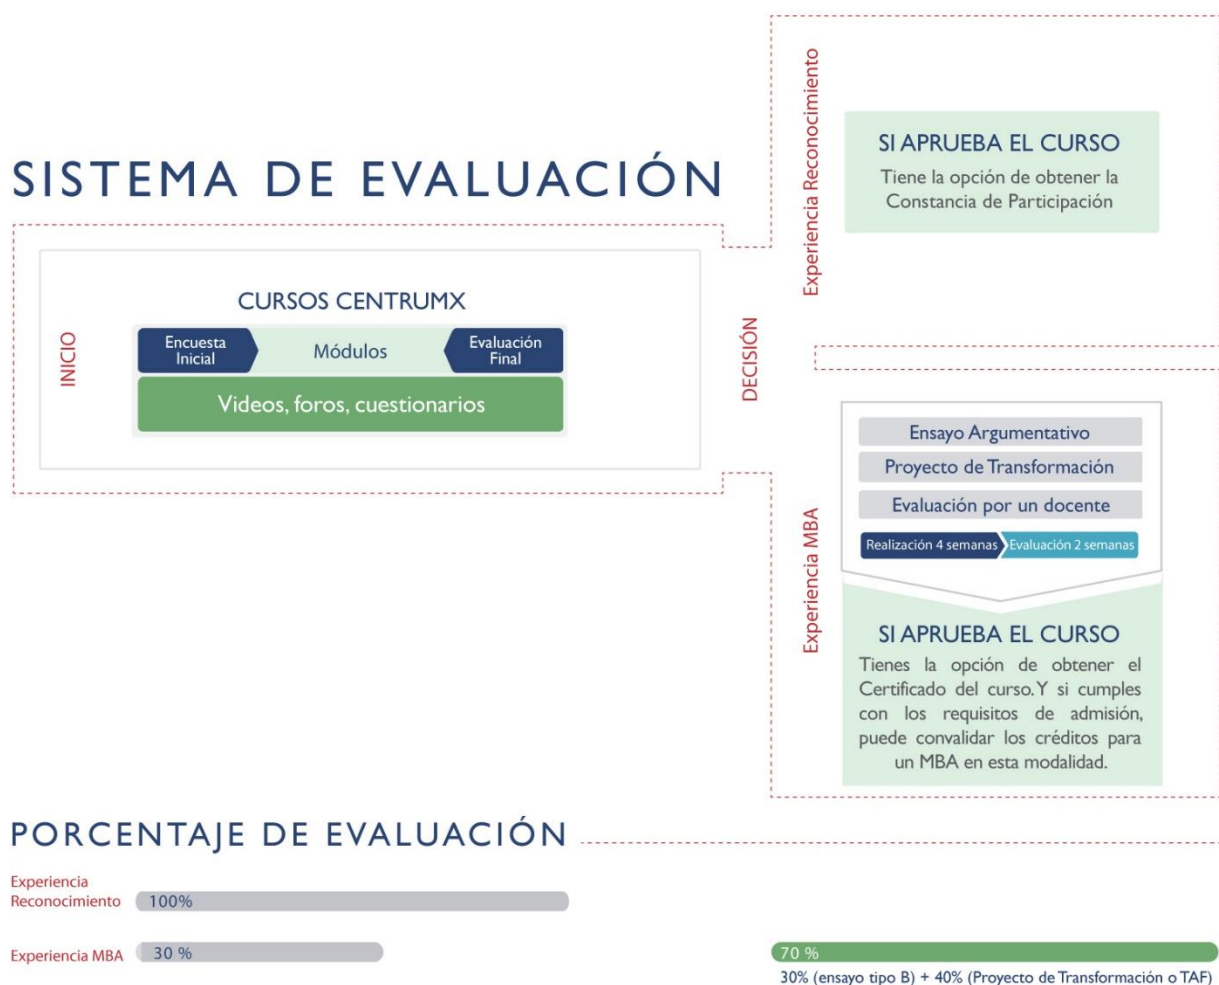 SISTEMA DE EVALUACIÓN
INICIO
CURSOS CENTRUMX
Encuesta
Inicial
Módulos
Evaluación
Final
Videos, foros, cuestionarios
DECISIÓN
Experiencia Reconocimiento
SI APRUEBA EL CURSO
Tiene la opción de obtener la
Constancia de Participación
Experiencia MBA
Ensayo Argumentativo
Proyecto de Transformación
Evaluación por un docente
Realización 4 semanas
Evaluación 2 semanas
SI APRUEBA EL CURSO
Tienes la opción de obtener el
Certificado del curso. Y si cumples
con los requisitos de admisión,
puede convalidar los créditos para
un MBA en esta modalidad.
PORCENTAJE DE EVALUACIÓN
Experiencia
Reconocimiento
100%
Experiencia MBA
30 %
70 %
30% (ensayo tipo B) + 40% (Proyecto de Transformación o TAF)